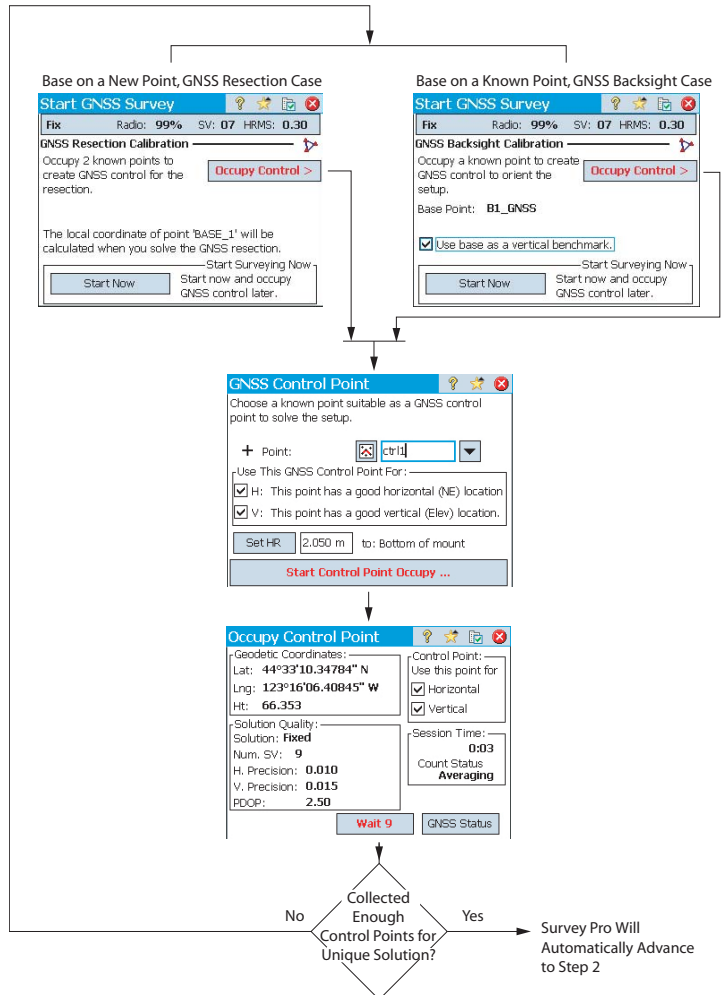 Base on a New Point, GNSS Resection Case
Start GNSS Survey
Fix Radio: 99% SV: 07 HRMS: 0.30
GNSS Resection Calibration
Occupy 2 known points to
create GNSS control for the
resection.
Occupy Control >
The local coordinate of point 'BASE_1' will be
calculated when you solve the GNSS resection.
Start Surveying Now
Start Now
Start now and occupy
GNSS control later.
Base on a Known Point, GNSS Backsight Case
Start GNSS Survey
Fix Radio: 99% SV: 07 HRMS: 0.30
GNSS Backsight Calibration
Occupy a known point to create
GNSS control to orient the
setup.
Occupy Control >
Base Point: B1_GNSS
Use base as a vertical benchmark.
Start Surveying Now
Start Now
Start now and occupy
GNSS control later.
GNSS Control Point
Choose a known point suitable as a GNSS control
point to solve the setup.
+ Point: ctrl1
Use This GNSS Control Point For:
H: This point has a good horizontal (NE) location
V: This point has a good vertical (Elev) location.
Set HR 2.050 m to: Bottom of mount
Start Control Point Occupy ...
Occupy Control Point
Geodetic Coordinates:
Lat: 44°33'10.34784" N
Lng: 123°16'06.40845" W
Ht: 66.353
Control Point:
Use this point for
Horizontal
Vertical
Solution Quality:
Solution: Fixed
Num. SV: 9
H. Precision: 0.010
V. Precision: 0.015
PDOP: 2.50
Session Time:
0:03
Count Status
Averaging
Wait 9
GNSS Status
Collected
Enough
Control Points for
Unique Solution?
No
Yes
Survey Pro Will
Automatically Advance
to Step 2